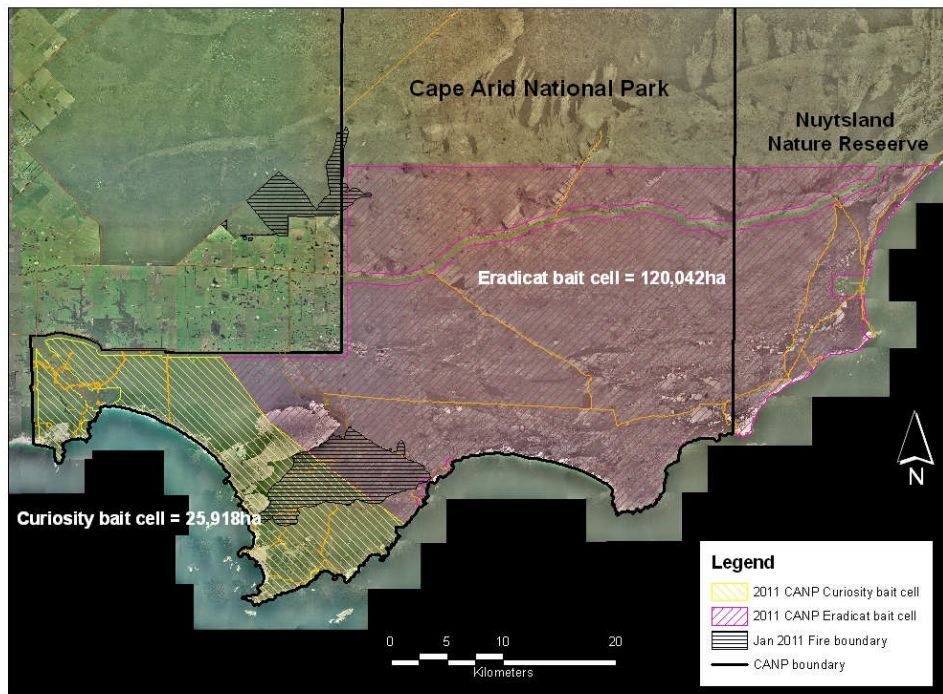 Cape Arid National Park
Nuytsland
Nature Reseerve
Eradicat bait cell = 120,042ha
Curiosity bait cell = 25,918ha
N
Legend
2011 CANP Curiosity bait cell
2011 CANP Eradicat bait cell
Jan 2011 Fire boundary
CANP boundary
0 5 10 20
Kilometers